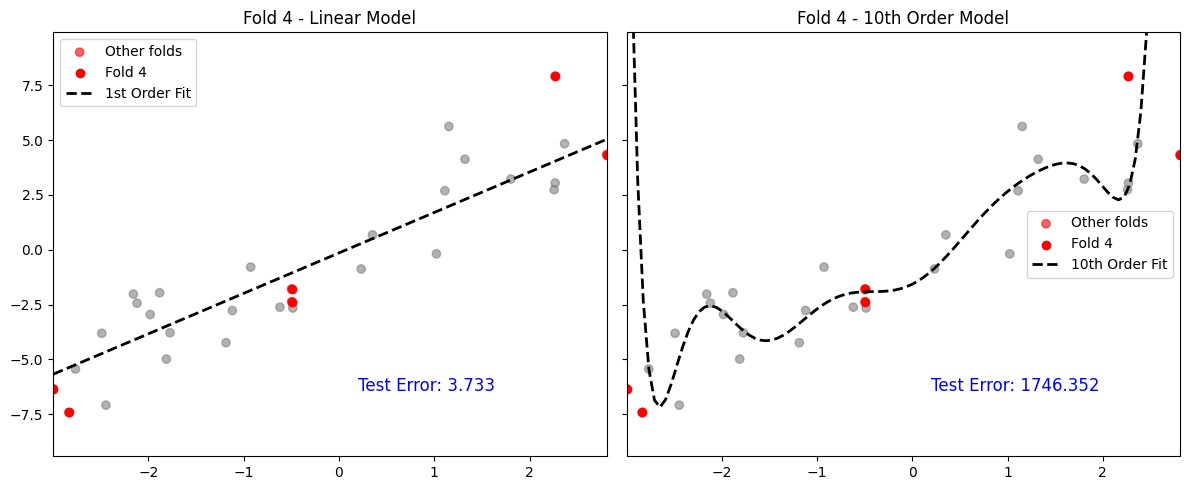 Fold 4 - Linear Model
Other folds
Fold 4
1st Order Fit
7.5
5.0
2.5
0.0
−2.5
−5.0
−7.5
Test Error: 3.733
−2
−1
0
1
2
Fold 4 - 10th Order Model
Other folds
Fold 4
10th Order Fit
Test Error: 1746.352
−2
−1
0
1
2